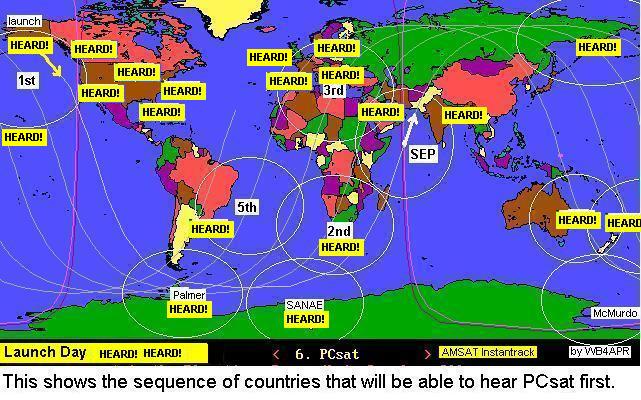 launch
HEARD!
HEARD!
1st
HEARD!
HEARD!
HEARD!
HEARD!
HEARD!
HEARD!
HEARD!
HEARD!
HEARD!
3rd
HEARD!
HEARD!
HEARD!
SEP
5th
HEARD!
2nd
HEARD!
HEARD!
HEARD!
Palmer
HEARD!
SANAE
HEARD!
McMurdo
Launch Day HEARD! HEARD!
< 6. PCsat >
AMSAT Instantrack
by WB4APR
This shows the sequence of countries that will be able to hear PCsat first.